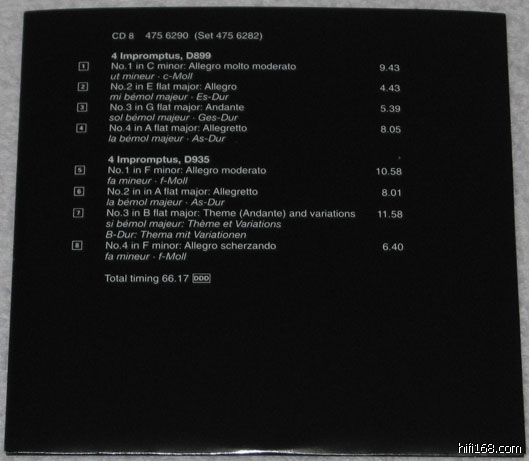 CD 8 475 6290 (Set 475 6282)
4 Impromptus, D899
1 No.1 in C minor: Allegro molto moderato 9.43
ut mineur · c-Moll
2 No.2 in E flat major: Allegro 4.43
mi bémol majeur · Es-Dur
3 No.3 in G flat major: Andante 5.39
sol bémol majeur · Ges-Dur
4 No.4 in A flat major: Allegretto 8.05
la bémol majeur · As-Dur
4 Impromptus, D935
5 No.1 in F minor: Allegro moderato 10.58
fa mineur · f-Moll
6 No.2 in in A flat major: Allegretto 8.01
la bémol majeur · As-Dur
7 No.3 in B flat major: Theme (Andante) and variations 11.58
si bémol majeur: Thème et Variations
B-Dur: Thema mit Variationen
8 No.4 in F minor: Allegro scherzando 6.40
fa mineur · f-Moll
Total timing 66.17 DDD
hifi168.com